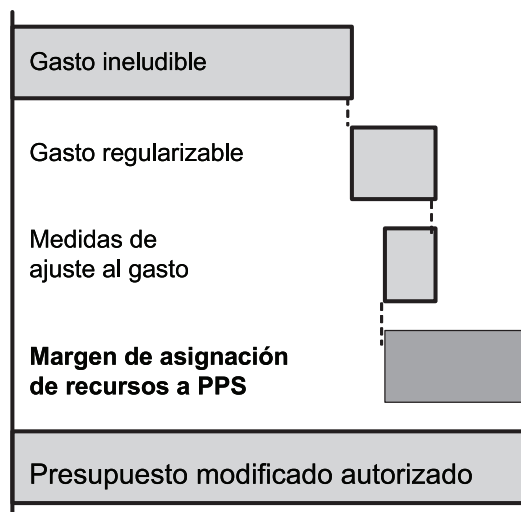 Gasto ineludible
Gasto regularizable
Medidas de
ajuste al gasto
Margen de asignación
de recursos a PPS
Presupuesto modificado autorizado